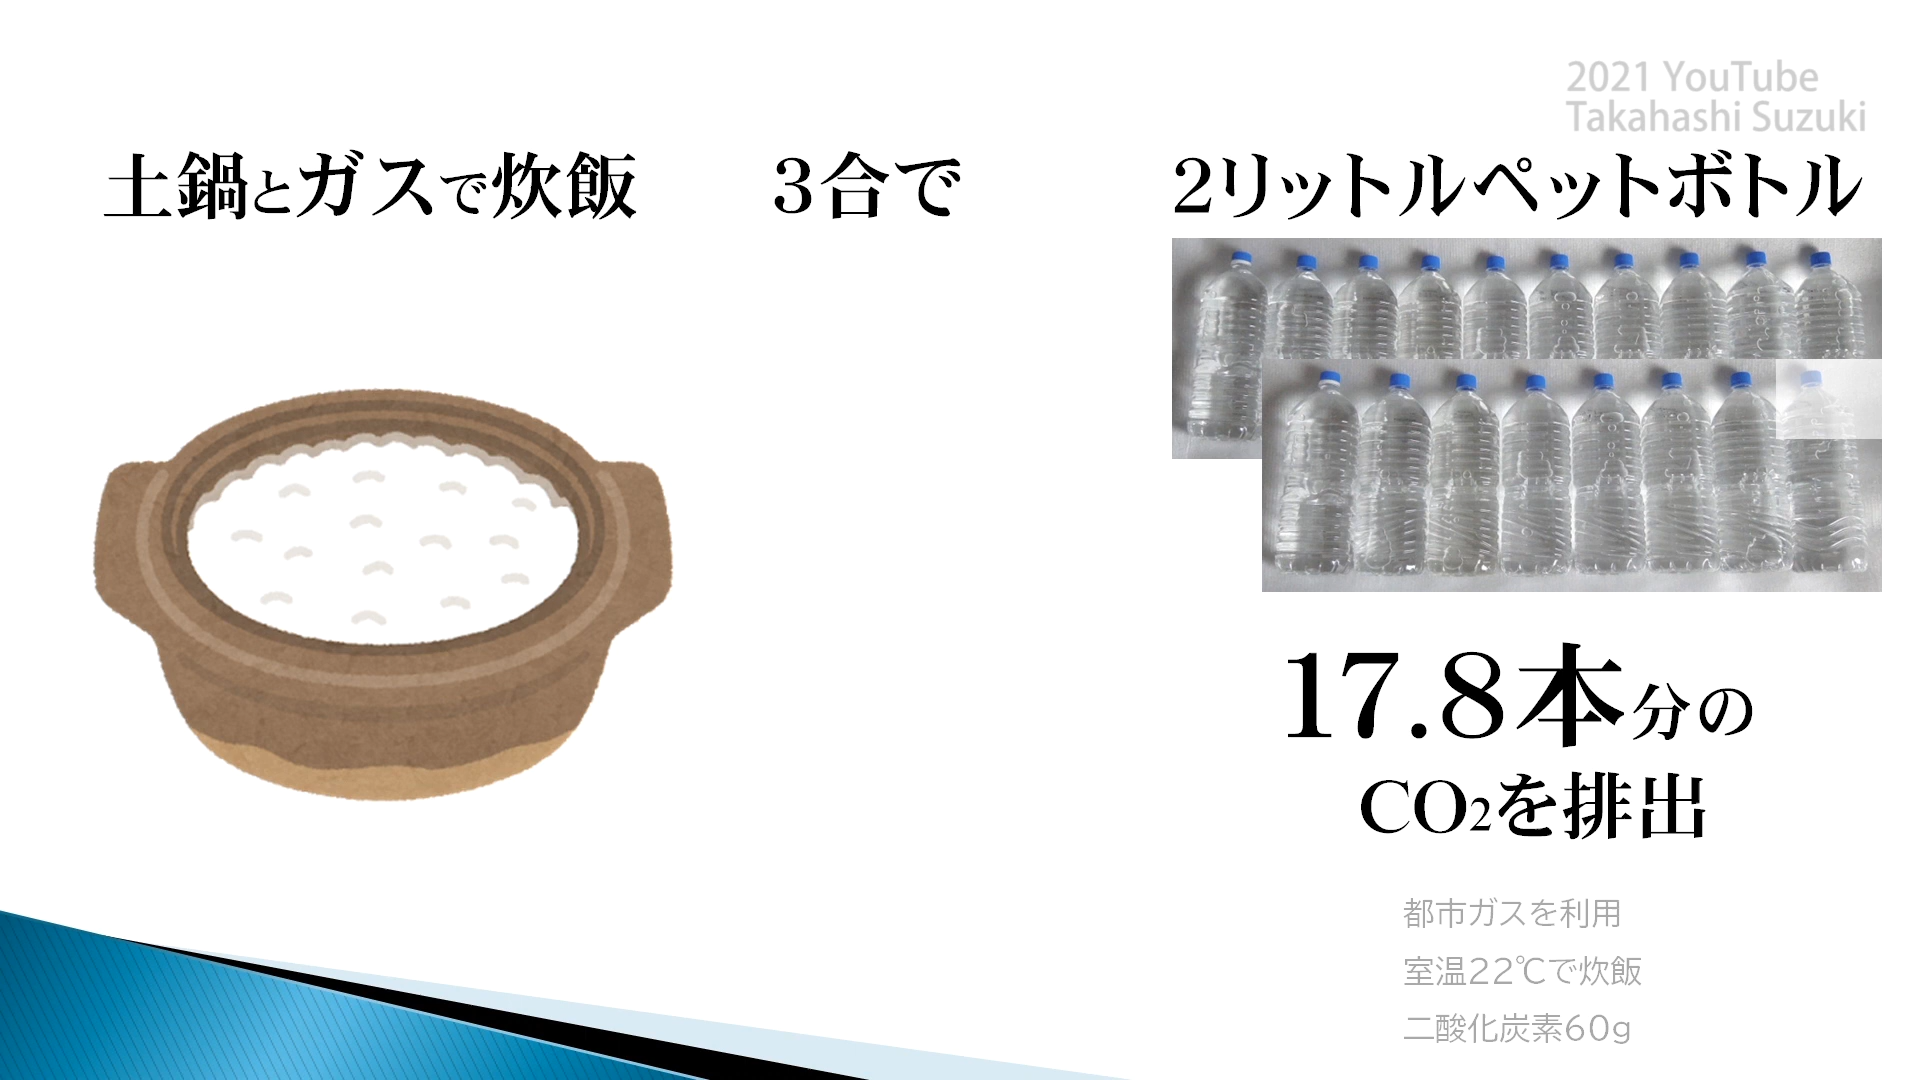 2021 YouTube
Takahashi Suzuki
土鍋とガスで炊飯　　3合で
2リットルペットボトル
17.8本分の
CO2を排出
都市ガスを利用
室温22℃で炊飯
二酸化炭素60g